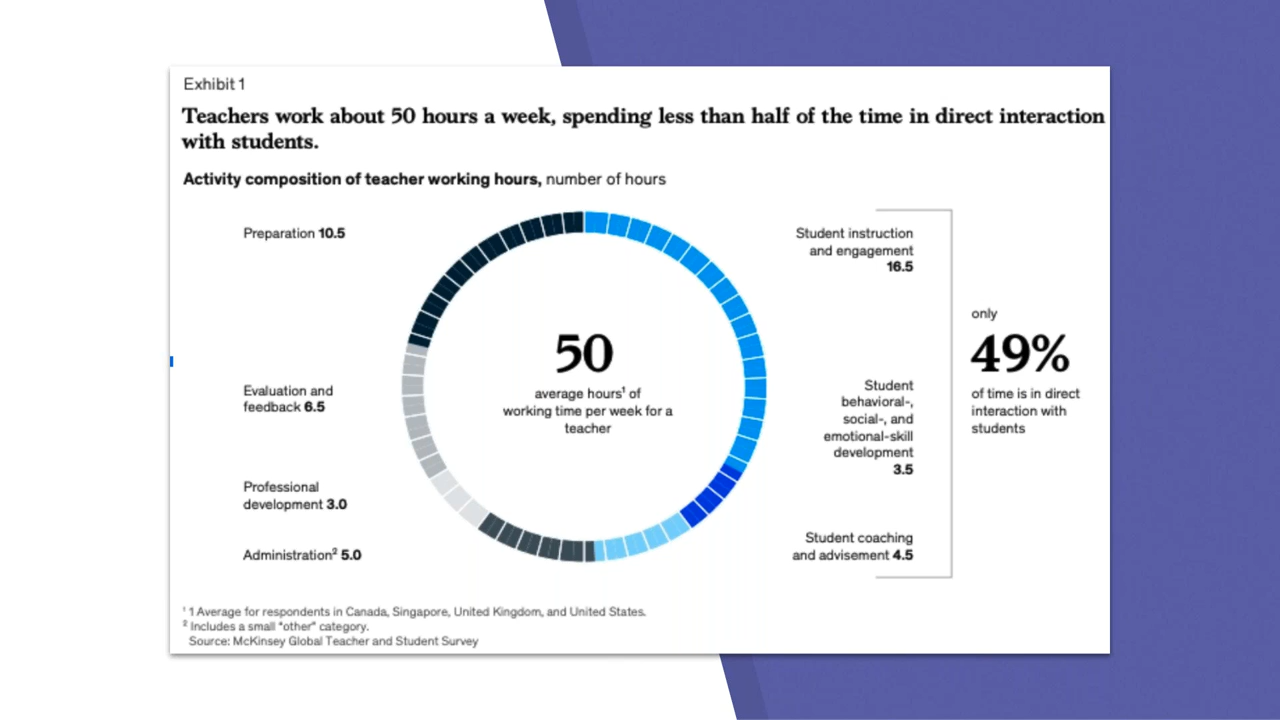 Exhibit 1
Teachers work about 50 hours a week, spending less than half of the time in direct interaction
with students.
Activity composition of teacher working hours, number of hours
Preparation 10.5
Evaluation and
feedback 6.5
Professional
development 3.0
Administration² 5.0
50
average hours¹ of
working time per week for a
teacher
Student instruction
and engagement
16.5
Student
behavioral-,
social-, and
emotional-skill
development
3.5
Student coaching
and advisement 4.5
only
49%
of time is in direct
interaction with
students
¹ 1 Average for respondents in Canada, Singapore, United Kingdom, and United States.
² Includes a small "other" category.
Source: McKinsey Global Teacher and Student Survey